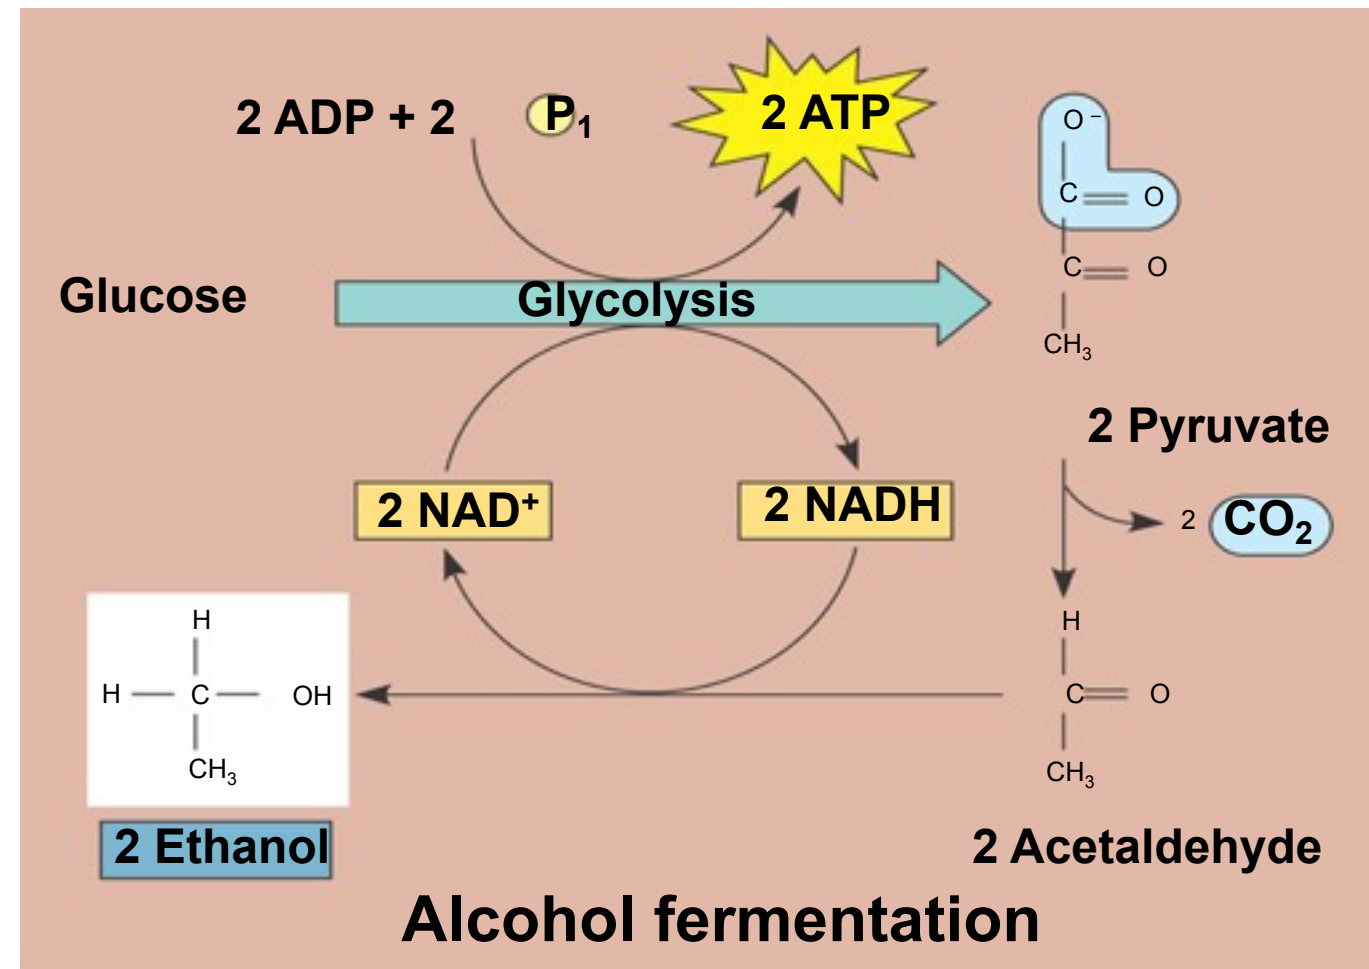 2 ADP + 2 P1 2 ATP
O –
C O
Glucose
Glycolysis
C O
CH3
2 Pyruvate
2 NAD+
2 NADH
2 CO2
H
H C OH
CH3
2 Ethanol
H
C O
CH3
2 Acetaldehyde
Alcohol fermentation